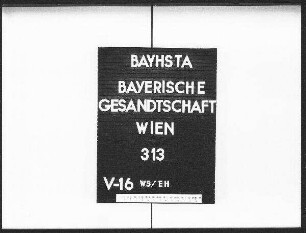 BAYHSTA
BAYERISCHE
GESANDTSCHAFT
WIEN
313
V-16 WS/EH